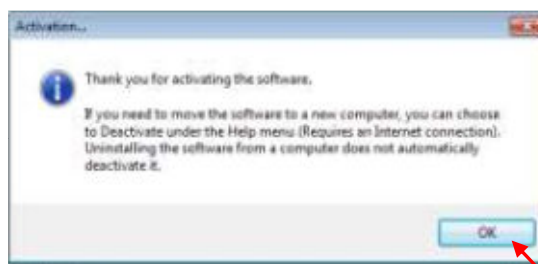 Activation...
Thank you for activating the software.
If you need to move the software to a new computer, you can choose
to Deactivate under the Help menu (Requires an Internet connection).
Uninstalling the software from a computer does not automatically
deactivate it.
OK